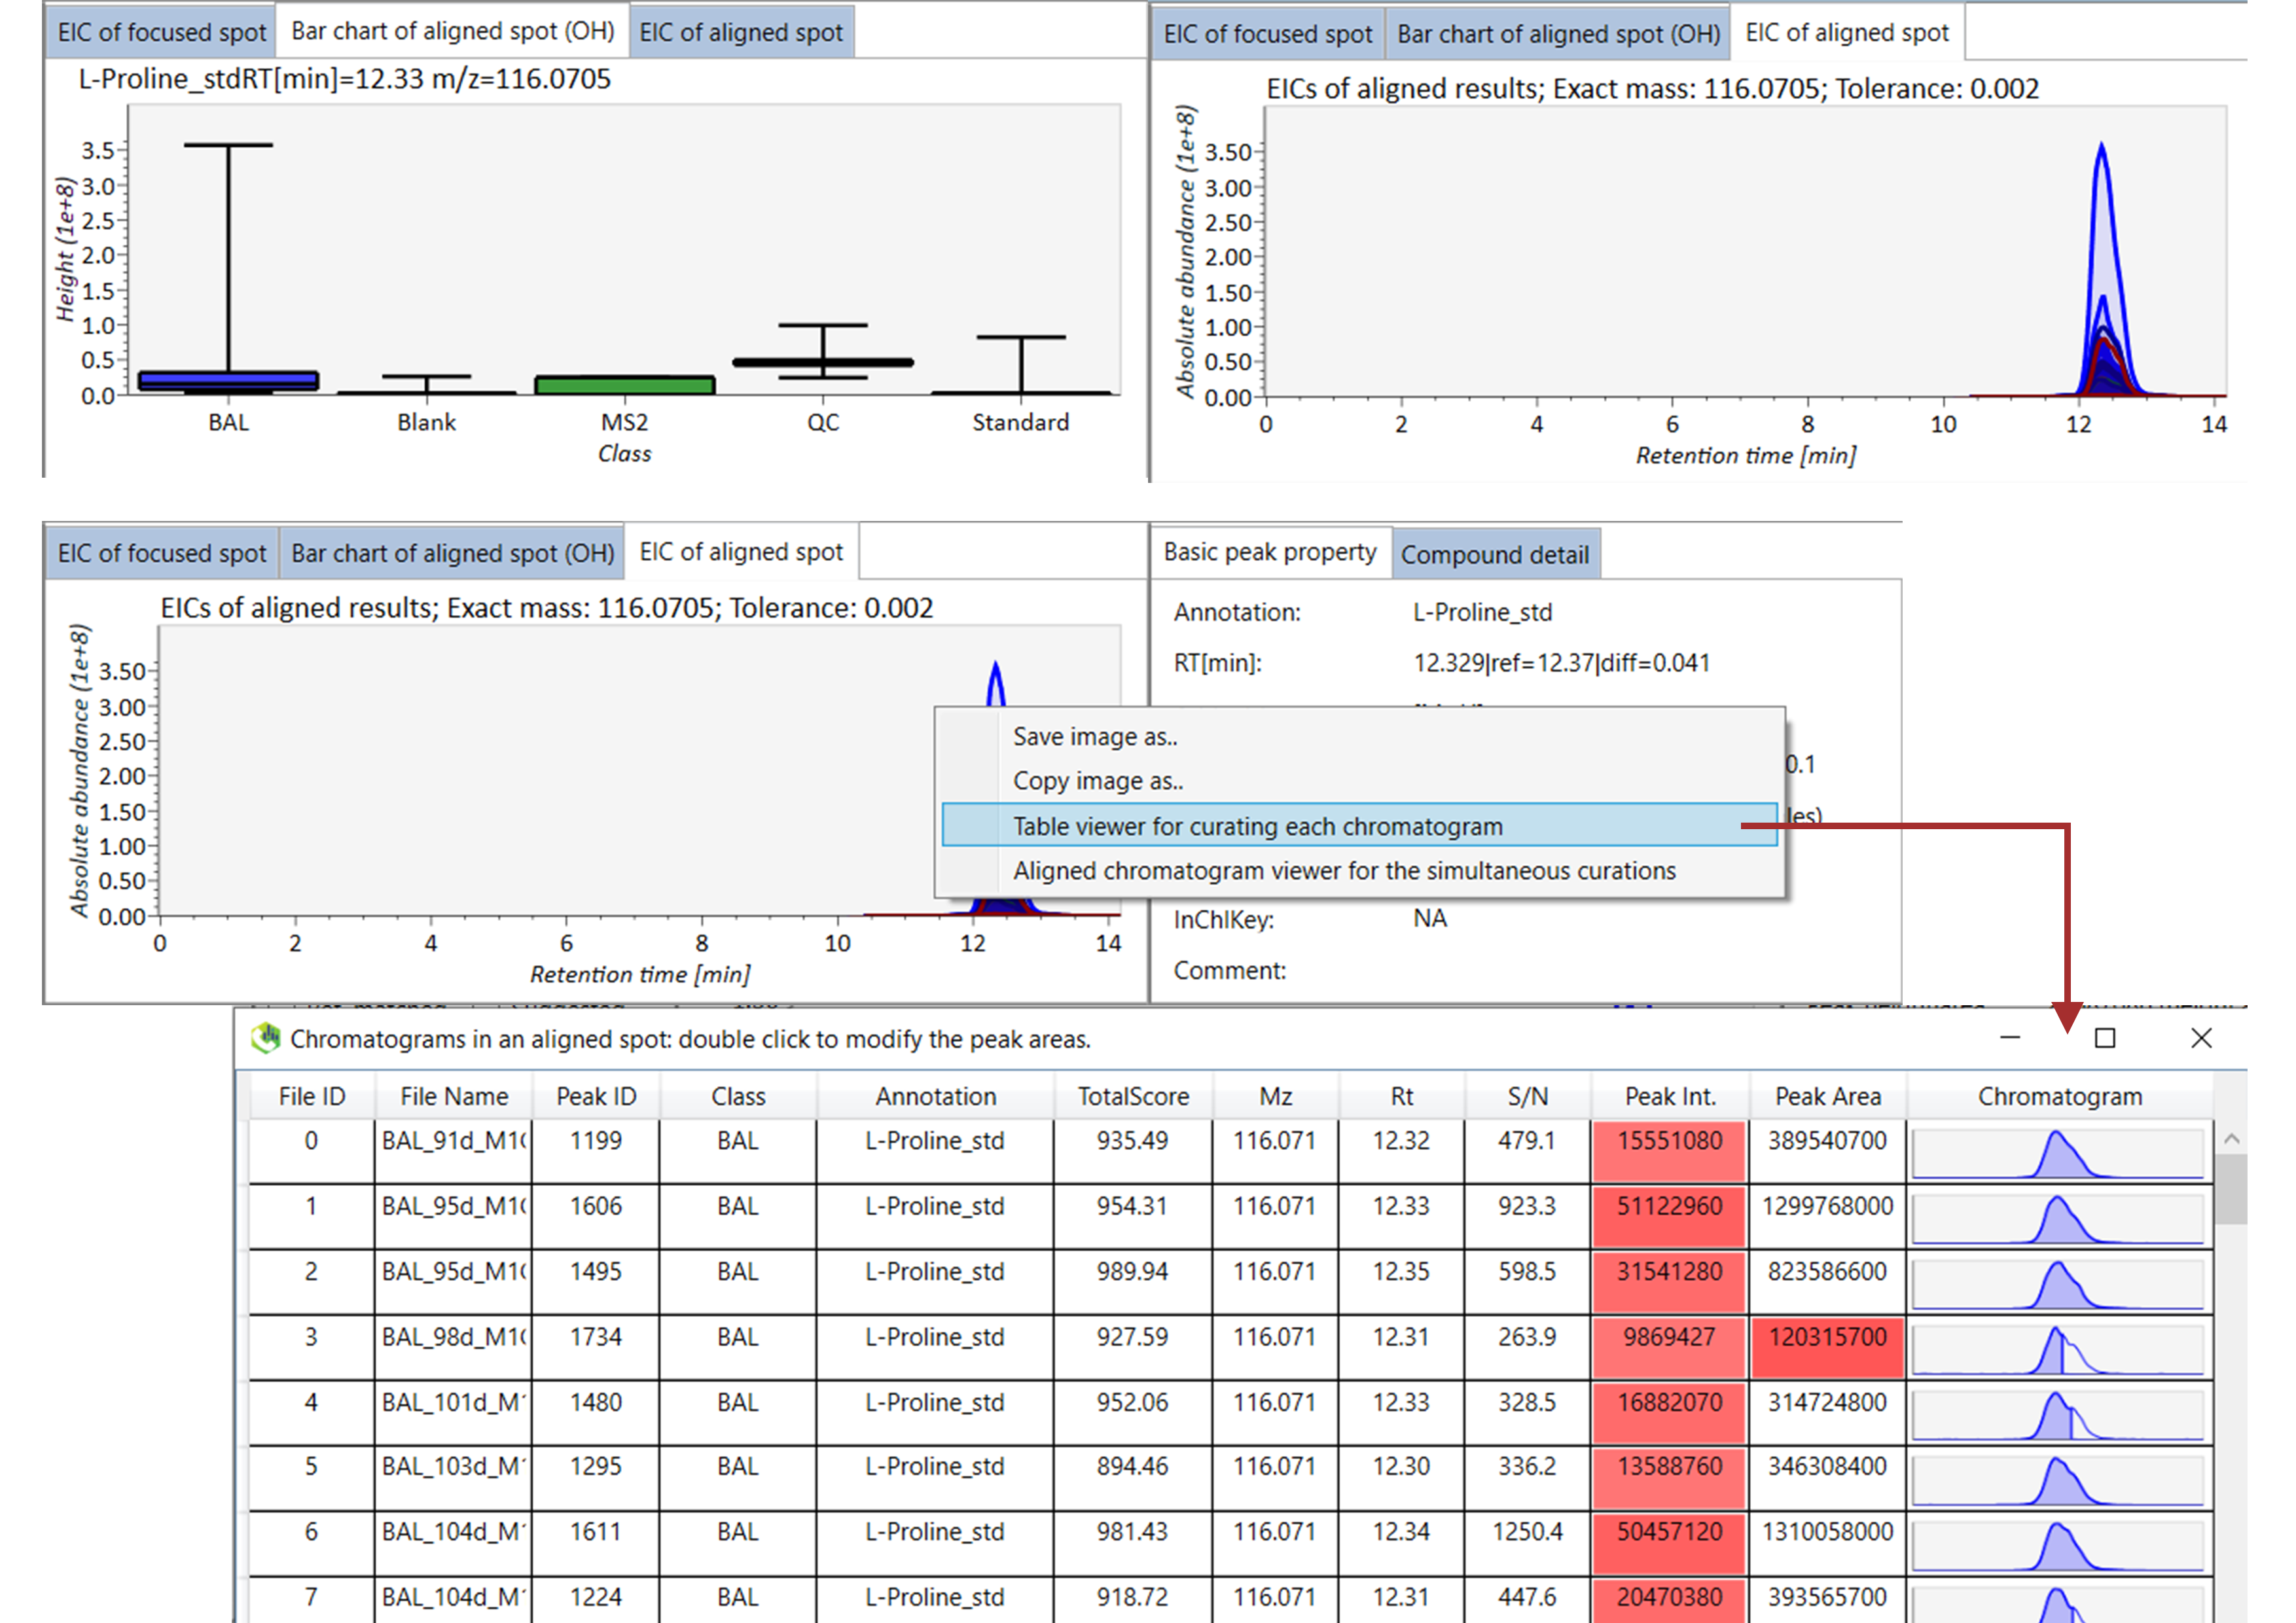 EIC of focused spot Bar chart of aligned spot (OH) EIC of aligned spot
L-Proline_stdRT[min]=12.33 m/z=116.0705
Height (1e+8)
3.5
3.0
2.5
2.0
1.5
1.0
0.5
0.0
BAL Blank MS2 QC Standard
Class
EIC of focused spot Bar chart of aligned spot (OH) EIC of aligned spot
EICs of aligned results; Exact mass: 116.0705; Tolerance: 0.002
Absolute abundance (1e+8)
3.50
3.00
2.50
2.00
1.50
1.00
0.50
0.00
0 2 4 6 8 10 12 14
Retention time [min]
EIC of focused spot Bar chart of aligned spot (OH) EIC of aligned spot
EICs of aligned results; Exact mass: 116.0705; Tolerance: 0.002
Absolute abundance (1e+8)
3.50
3.00
2.50
2.00
1.50
1.00
0.50
0.00
0 2 4 6 8 10 12 14
Retention time [min]
Basic peak property Compound detail
Annotation: L-Proline_std
RT[min]: 12.329|ref=12.37|diff=0.041
0.1
les)
Save image as..
Copy image as..
Table viewer for curating each chromatogram
Aligned chromatogram viewer for the simultaneous curations
InChIKey: NA
Comment:
Chromatograms in an aligned spot: double click to modify the peak areas.
File ID File Name Peak ID Class Annotation TotalScore Mz Rt S/N Peak Int. Peak Area Chromatogram
0 BAL_91d_M1 1199 BAL L-Proline_std 935.49 116.071 12.32 479.1 15551080 389540700
1 BAL_95d_M1 1606 BAL L-Proline_std 954.31 116.071 12.33 923.3 51122960 1299768000
2 BAL_95d_M1 1495 BAL L-Proline_std 989.94 116.071 12.35 598.5 31541280 823586600
3 BAL_98d_M1 1734 BAL L-Proline_std 927.59 116.071 12.31 263.9 9869427 120315700
4 BAL_101d_M 1480 BAL L-Proline_std 952.06 116.071 12.33 328.5 16882070 314724800
5 BAL_103d_M 1295 BAL L-Proline_std 894.46 116.071 12.30 336.2 13588760 346308400
6 BAL_104d_M 1611 BAL L-Proline_std 981.43 116.071 12.34 1250.4 50457120 1310058000
7 BAL_104d_M 1224 BAL L-Proline_std 918.72 116.071 12.31 447.6 20470380 393565700